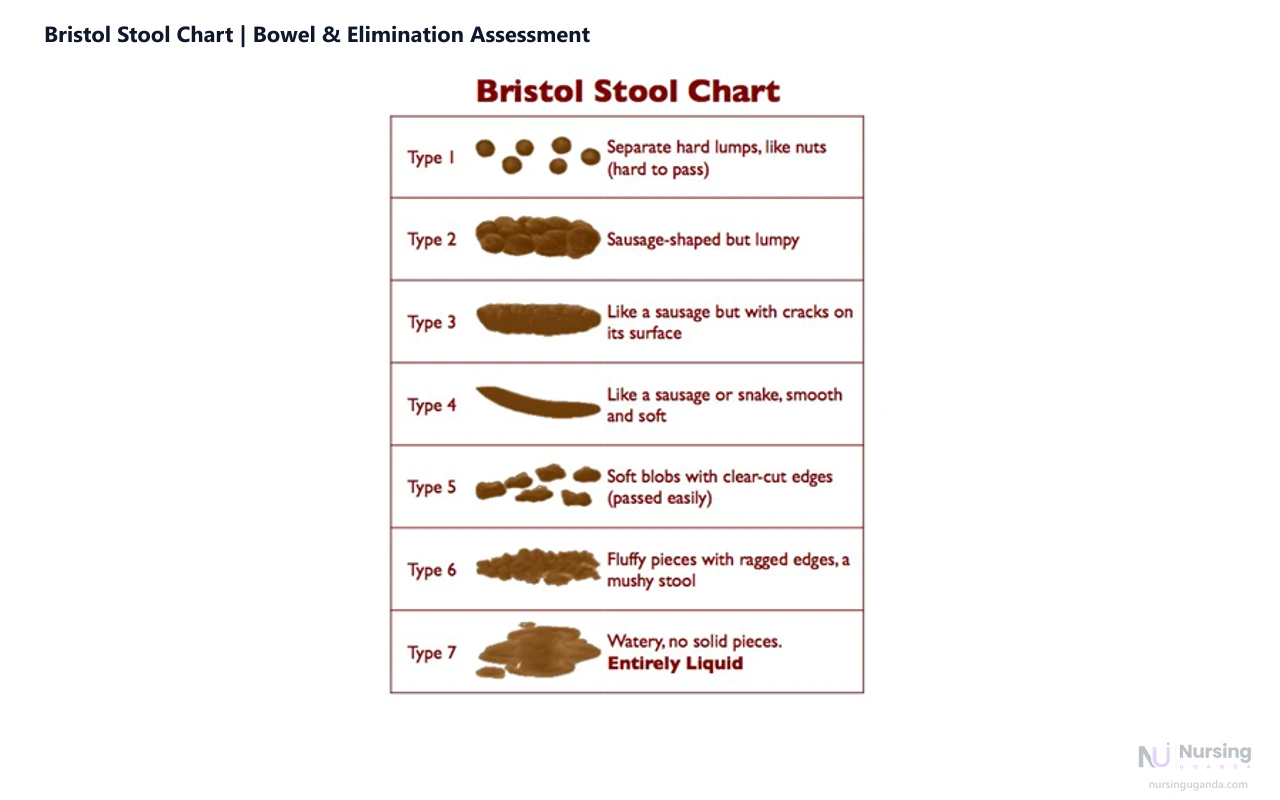 Bristol Stool Chart | Bowel & Elimination Assessment
Bristol Stool Chart
Type 1
Separate hard lumps, like nuts
(hard to pass)
Type 2
Sausage-shaped but lumpy
Type 3
Like a sausage but with cracks on
its surface
Type 4
Like a sausage or snake, smooth
and soft
Type 5
Soft blobs with clear-cut edges
(passed easily)
Type 6
Fluffy pieces with ragged edges, a
mushy stool
Type 7
Watery, no solid pieces.
Entirely Liquid
NU Nursing
UGANDA
nursinguganda.com